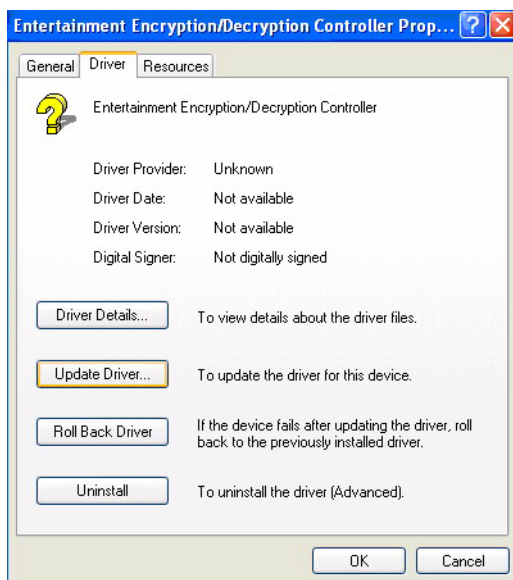 Entertainment Encryption/Decryption Controller Prop...
General Driver Resources
Entertainment Encryption/Decryption Controller
Driver Provider: Unknown
Driver Date: Not available
Driver Version: Not available
Digital Signer: Not digitally signed
Driver Details... To view details about the driver files.
Update Driver... To update the driver for this device.
Roll Back Driver If the device fails after updating the driver, roll
back to the previously installed driver.
Uninstall To uninstall the driver (Advanced).
OK Cancel